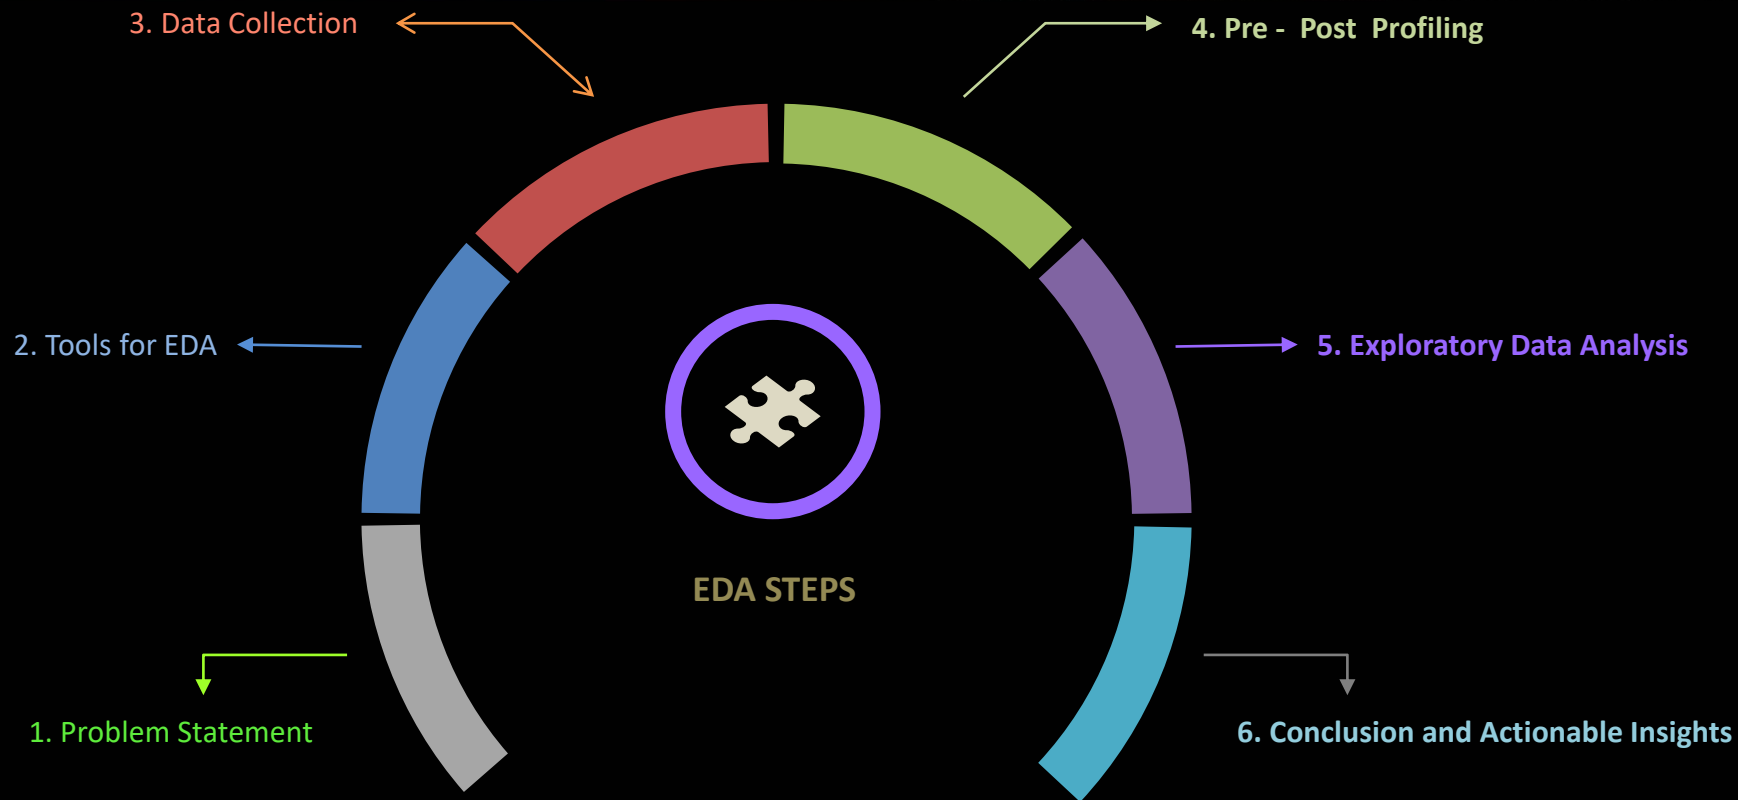 3. Data Collection
4. Pre - Post Profiling
2. Tools for EDA
5. Exploratory Data Analysis
EDA STEPS
1. Problem Statement
6. Conclusion and Actionable Insights